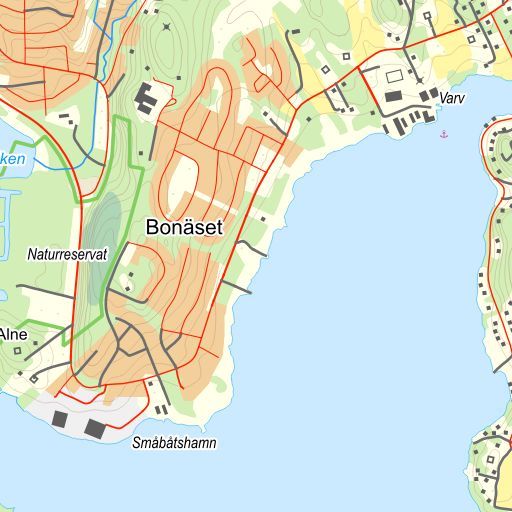 Varv
ken
Bonäset
Naturreservat
Alne
Småbåtshamn